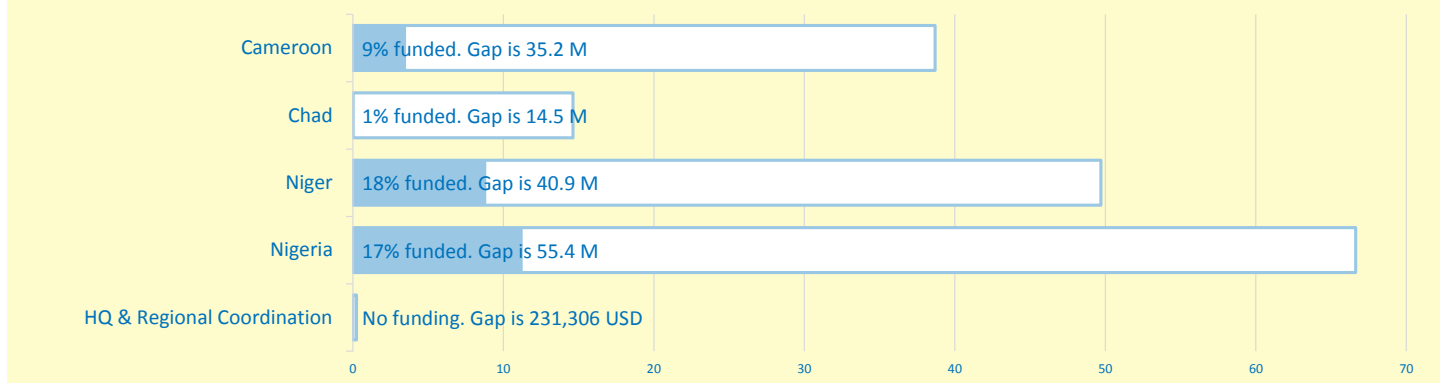 Cameroon 9% funded. Gap is 35.2 M
Chad 1% funded. Gap is 14.5 M
Niger 18% funded. Gap is 40.9 M
Nigeria 17% funded. Gap is 55.4 M
HQ & Regional Coordination No funding. Gap is 231,306 USD
0 10 20 30 40 50 60 70